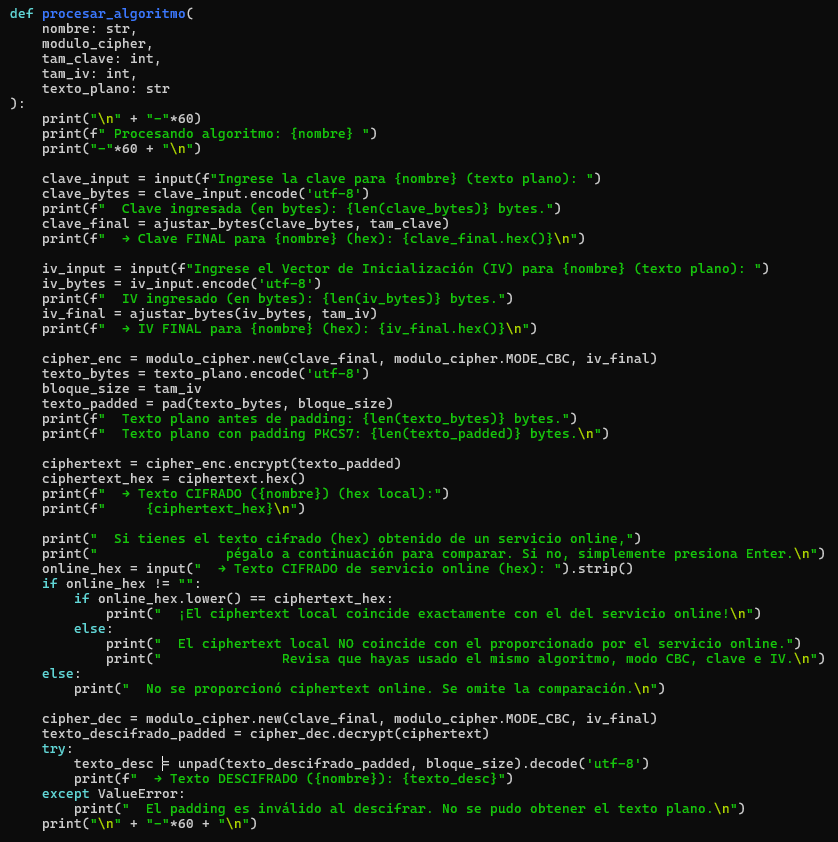 def procesar_algoritmo(
    nombre: str,
    modulo_cipher,
    tam_clave: int,
    tam_iv: int,
    texto_plano: str
):
    print("\n" + "-"*60)
    print(f" Procesando algoritmo: {nombre} ")
    print("-"*60 + "\n")

    clave_input = input(f"Ingrese la clave para {nombre} (texto plano): ")
    clave_bytes = clave_input.encode('utf-8')
    print(f"  Clave ingresada (en bytes): {len(clave_bytes)} bytes.")
    clave_final = ajustar_bytes(clave_bytes, tam_clave)
    print(f"  → Clave FINAL para {nombre} (hex): {clave_final.hex()}\n")

    iv_input = input(f"Ingrese el Vector de Inicialización (IV) para {nombre} (texto plano): ")
    iv_bytes = iv_input.encode('utf-8')
    print(f"  IV ingresado (en bytes): {len(iv_bytes)} bytes.")
    iv_final = ajustar_bytes(iv_bytes, tam_iv)
    print(f"  → IV FINAL para {nombre} (hex): {iv_final.hex()}\n")

    cipher_enc = modulo_cipher.new(clave_final, modulo_cipher.MODE_CBC, iv_final)
    texto_bytes = texto_plano.encode('utf-8')
    bloque_size = tam_iv
    texto_padded = pad(texto_bytes, bloque_size)
    print(f"  Texto plano antes de padding: {len(texto_bytes)} bytes.")
    print(f"  Texto plano con padding PKCS7: {len(texto_padded)} bytes.\n")

    ciphertext = cipher_enc.encrypt(texto_padded)
    ciphertext_hex = ciphertext.hex()
    print(f"  → Texto CIFRADO ({nombre}) (hex local):")
    print(f"     {ciphertext_hex}\n")

    print("  Si tienes el texto cifrado (hex) obtenido de un servicio online,")
    print("                pégalo a continuación para comparar. Si no, simplemente presiona Enter.\n")
    online_hex = input("  → Texto CIFRADO de servicio online (hex): ").strip()
    if online_hex != "":
        if online_hex.lower() == ciphertext_hex:
            print("  ¡El ciphertext local coincide exactamente con el del servicio online!\n")
        else:
            print("  El ciphertext local NO coincide con el proporcionado por el servicio online.")
            print("               Revisa que hayas usado el mismo algoritmo, modo CBC, clave e IV.\n")
    else:
        print("  No se proporcionó ciphertext online. Se omite la comparación.\n")

    cipher_dec = modulo_cipher.new(clave_final, modulo_cipher.MODE_CBC, iv_final)
    texto_descifrado_padded = cipher_dec.decrypt(ciphertext)
    try:
        texto_desc = unpad(texto_descifrado_padded, bloque_size).decode('utf-8')
        print(f"  → Texto DESCIFRADO ({nombre}): {texto_desc}")
    except ValueError:
        print("  El padding es inválido al descifrar. No se pudo obtener el texto plano.\n")
    print("\n" + "-"*60 + "\n")